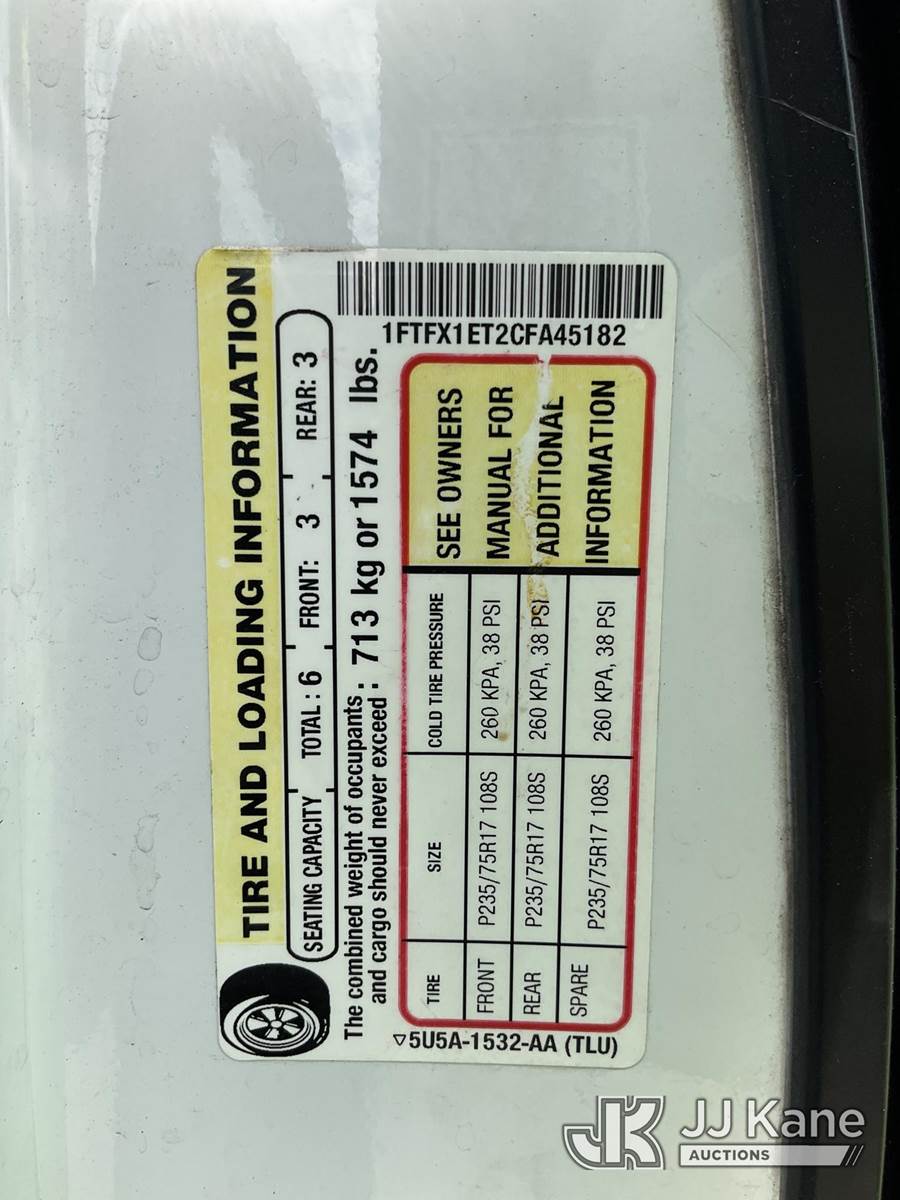 TIRE AND LOADING INFORMATION
SEATING CAPACITY TOTAL : 6 FRONT: 3 REAR: 3
The combined weight of occupants
and cargo should never exceed : 713 kg or 1574 lbs.
TIRE SIZE COLD TIRE PRESSURE
FRONT P235/75R17 108S 260 KPA, 38 PSI
REAR P235/75R17 108S 260 KPA, 38 PSI
SPARE P235/75R17 108S 260 KPA, 38 PSI
SEE OWNERS
MANUAL FOR
ADDITIONAL
INFORMATION
5U5A-1532-AA (TLU)
1FTFX1ET2CFA45182
JK JJ Kane
AUCTIONS